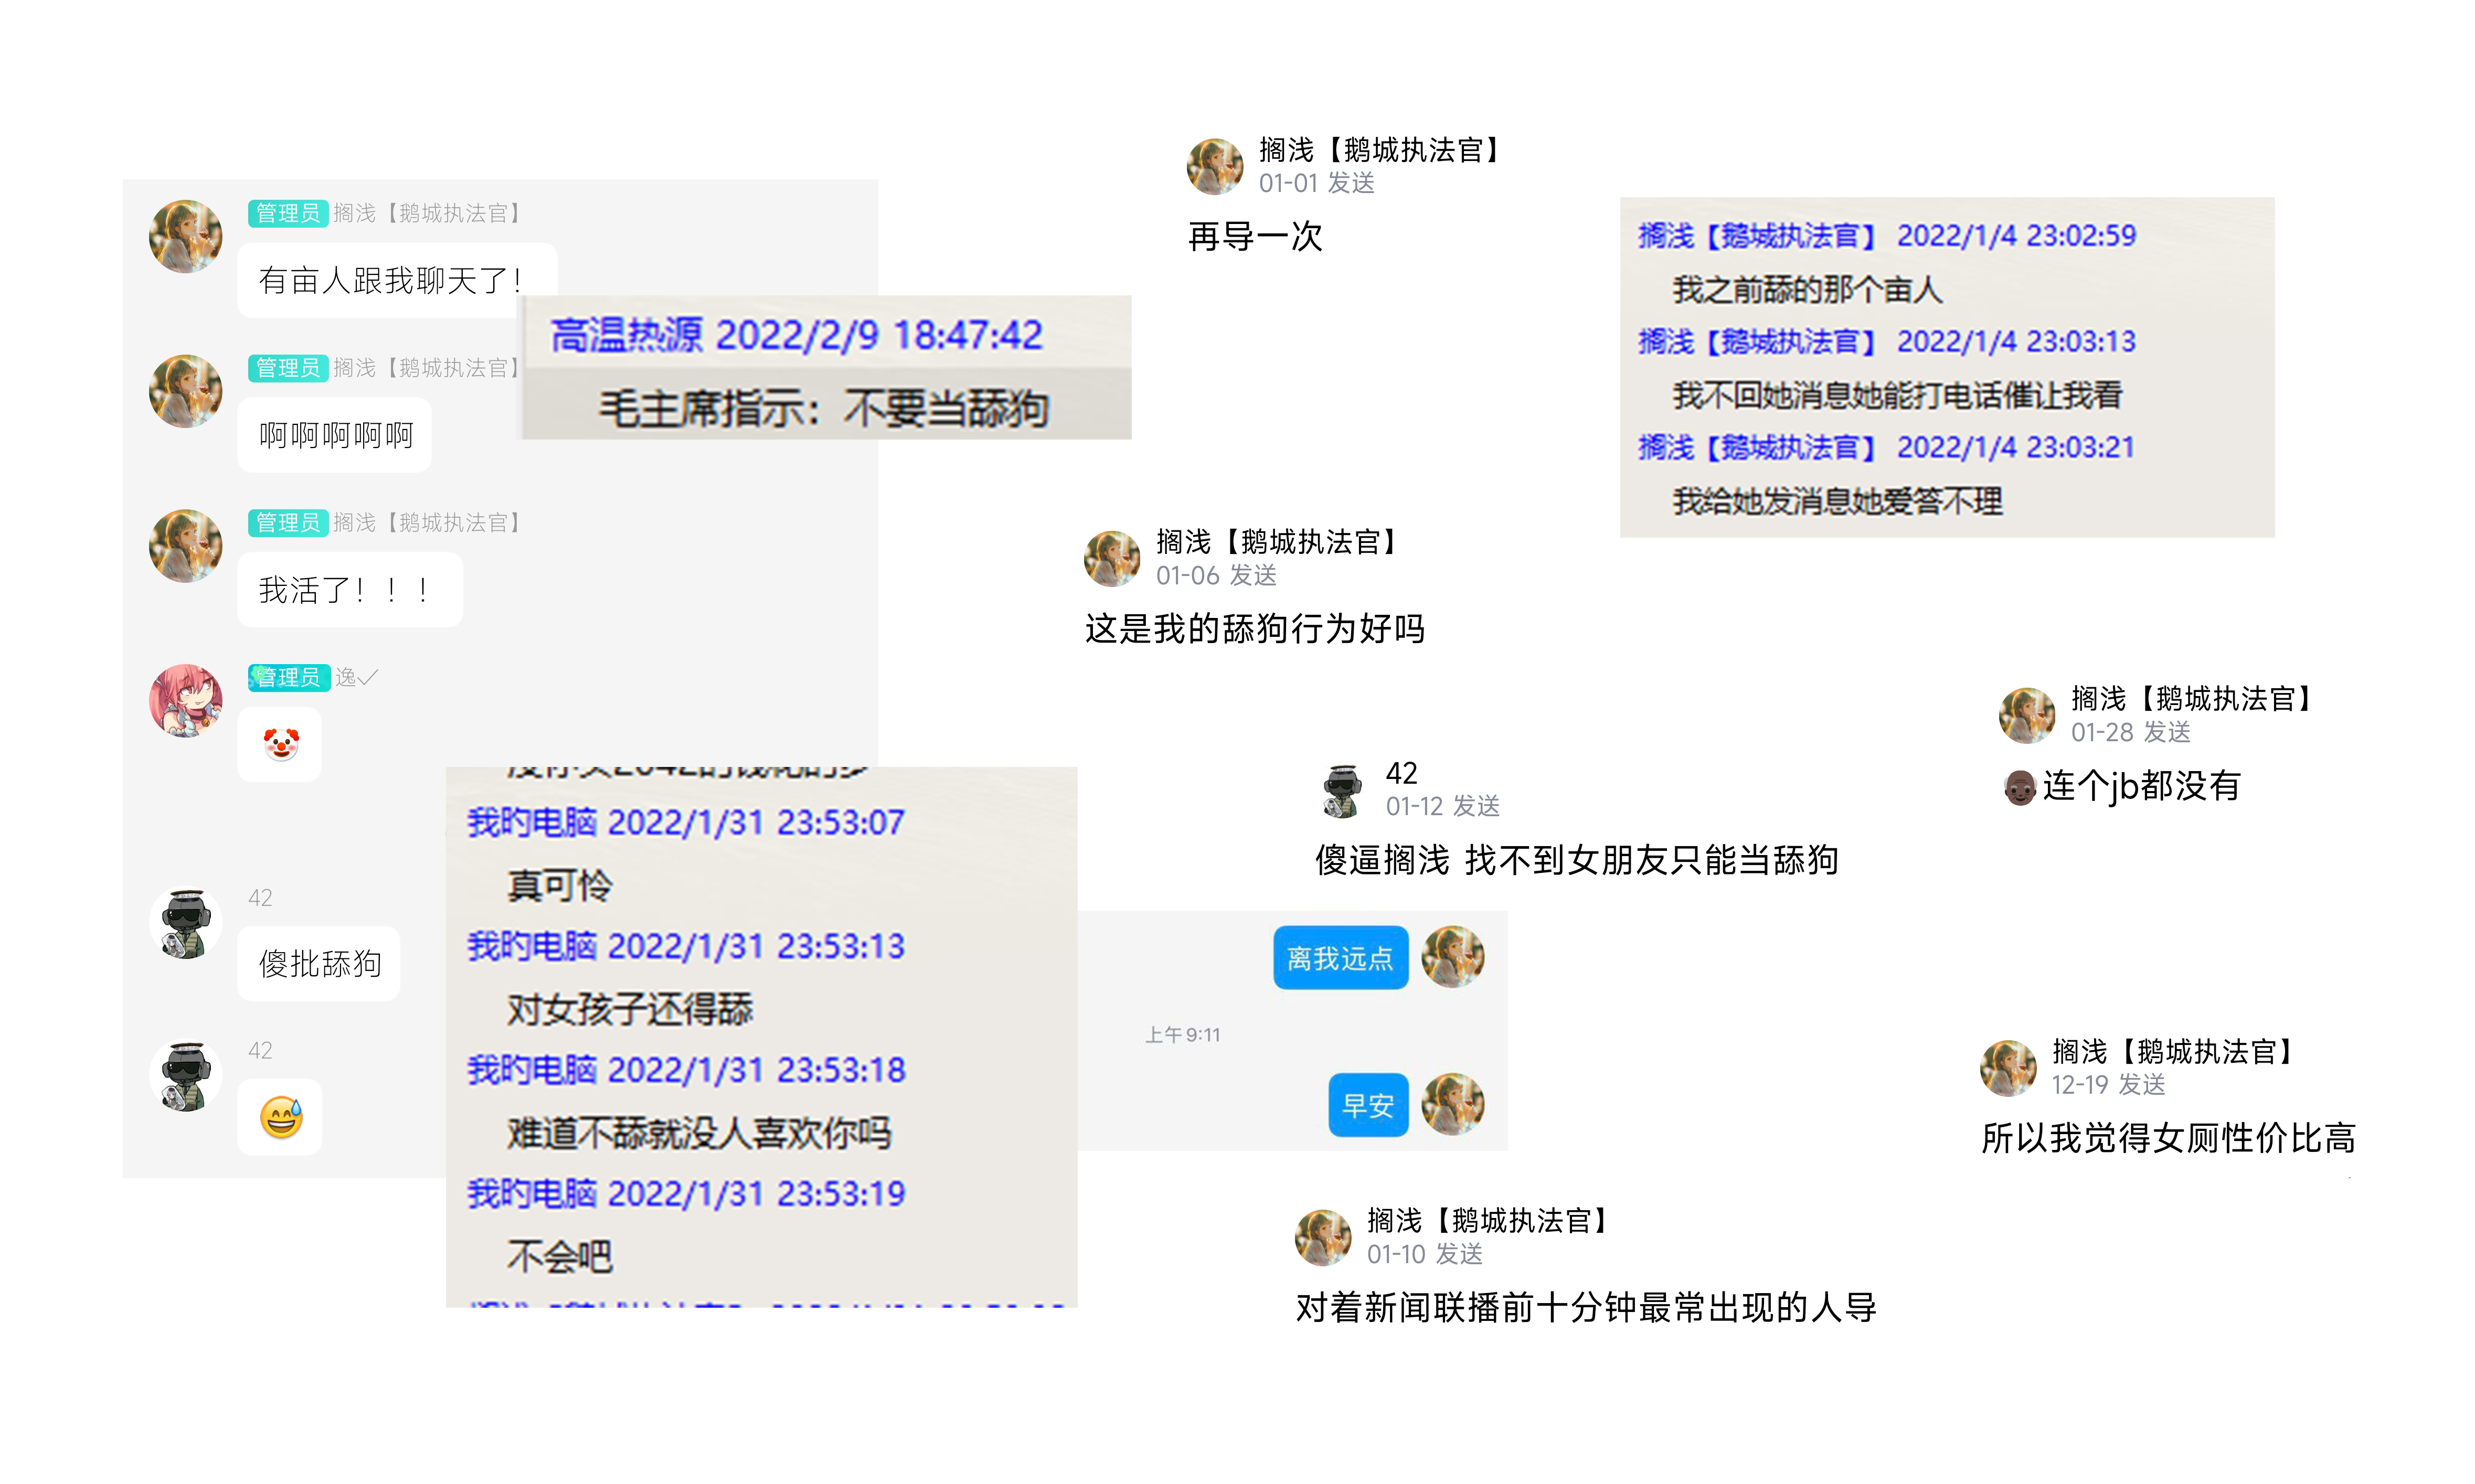 管理员 搁浅【鹅城执法官】
有亩人跟我聊天了！
管理员 搁浅【鹅城执法官】
啊啊啊啊啊
管理员 搁浅【鹅城执法官】
我活了！！！
管理员 逸✓
🤡
42
傻批舔狗
42
😅
高温热源 2022/2/9 18:47:42
毛主席指示：不要当舔狗
我旳电脑 2022/1/31 23:53:07
真可怜
我旳电脑 2022/1/31 23:53:13
对女孩子还得舔
我旳电脑 2022/1/31 23:53:18
难道不舔就没人喜欢你吗
我旳电脑 2022/1/31 23:53:19
不会吧
搁浅【鹅城执法官】
01-01 发送
再导一次
搁浅【鹅城执法官】 2022/1/4 23:02:59
我之前舔的那个亩人
搁浅【鹅城执法官】 2022/1/4 23:03:13
我不回她消息她能打电话催让我看
搁浅【鹅城执法官】 2022/1/4 23:03:21
我给她发消息她爱答不理
搁浅【鹅城执法官】
01-06 发送
这是我的舔狗行为好吗
搁浅【鹅城执法官】
01-28 发送
👴🏿连个jb都没有
42
01-12 发送
傻逼搁浅 找不到女朋友只能当舔狗
离我远点
上午9:11
早安
搁浅【鹅城执法官】
12-19 发送
所以我觉得女厕性价比高
搁浅【鹅城执法官】
01-10 发送
对着新闻联播前十分钟最常出现的人导